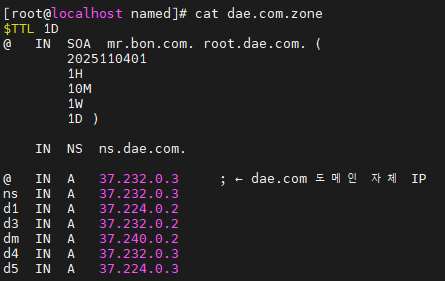 [root@localhost named]# cat dae.com.zone
$TTL 1D
@   IN  SOA  mr.bon.com. root.dae.com. (
        2025110401
        1H
        10M
        1W
        1D )
    IN  NS  ns.dae.com.
@   IN  A   37.232.0.3     ; ← dae.com 도메인 자체 IP
ns  IN  A   37.232.0.3
d1  IN  A   37.224.0.2
d3  IN  A   37.232.0.2
dm  IN  A   37.240.0.2
d4  IN  A   37.232.0.3
d5  IN  A   37.224.0.3